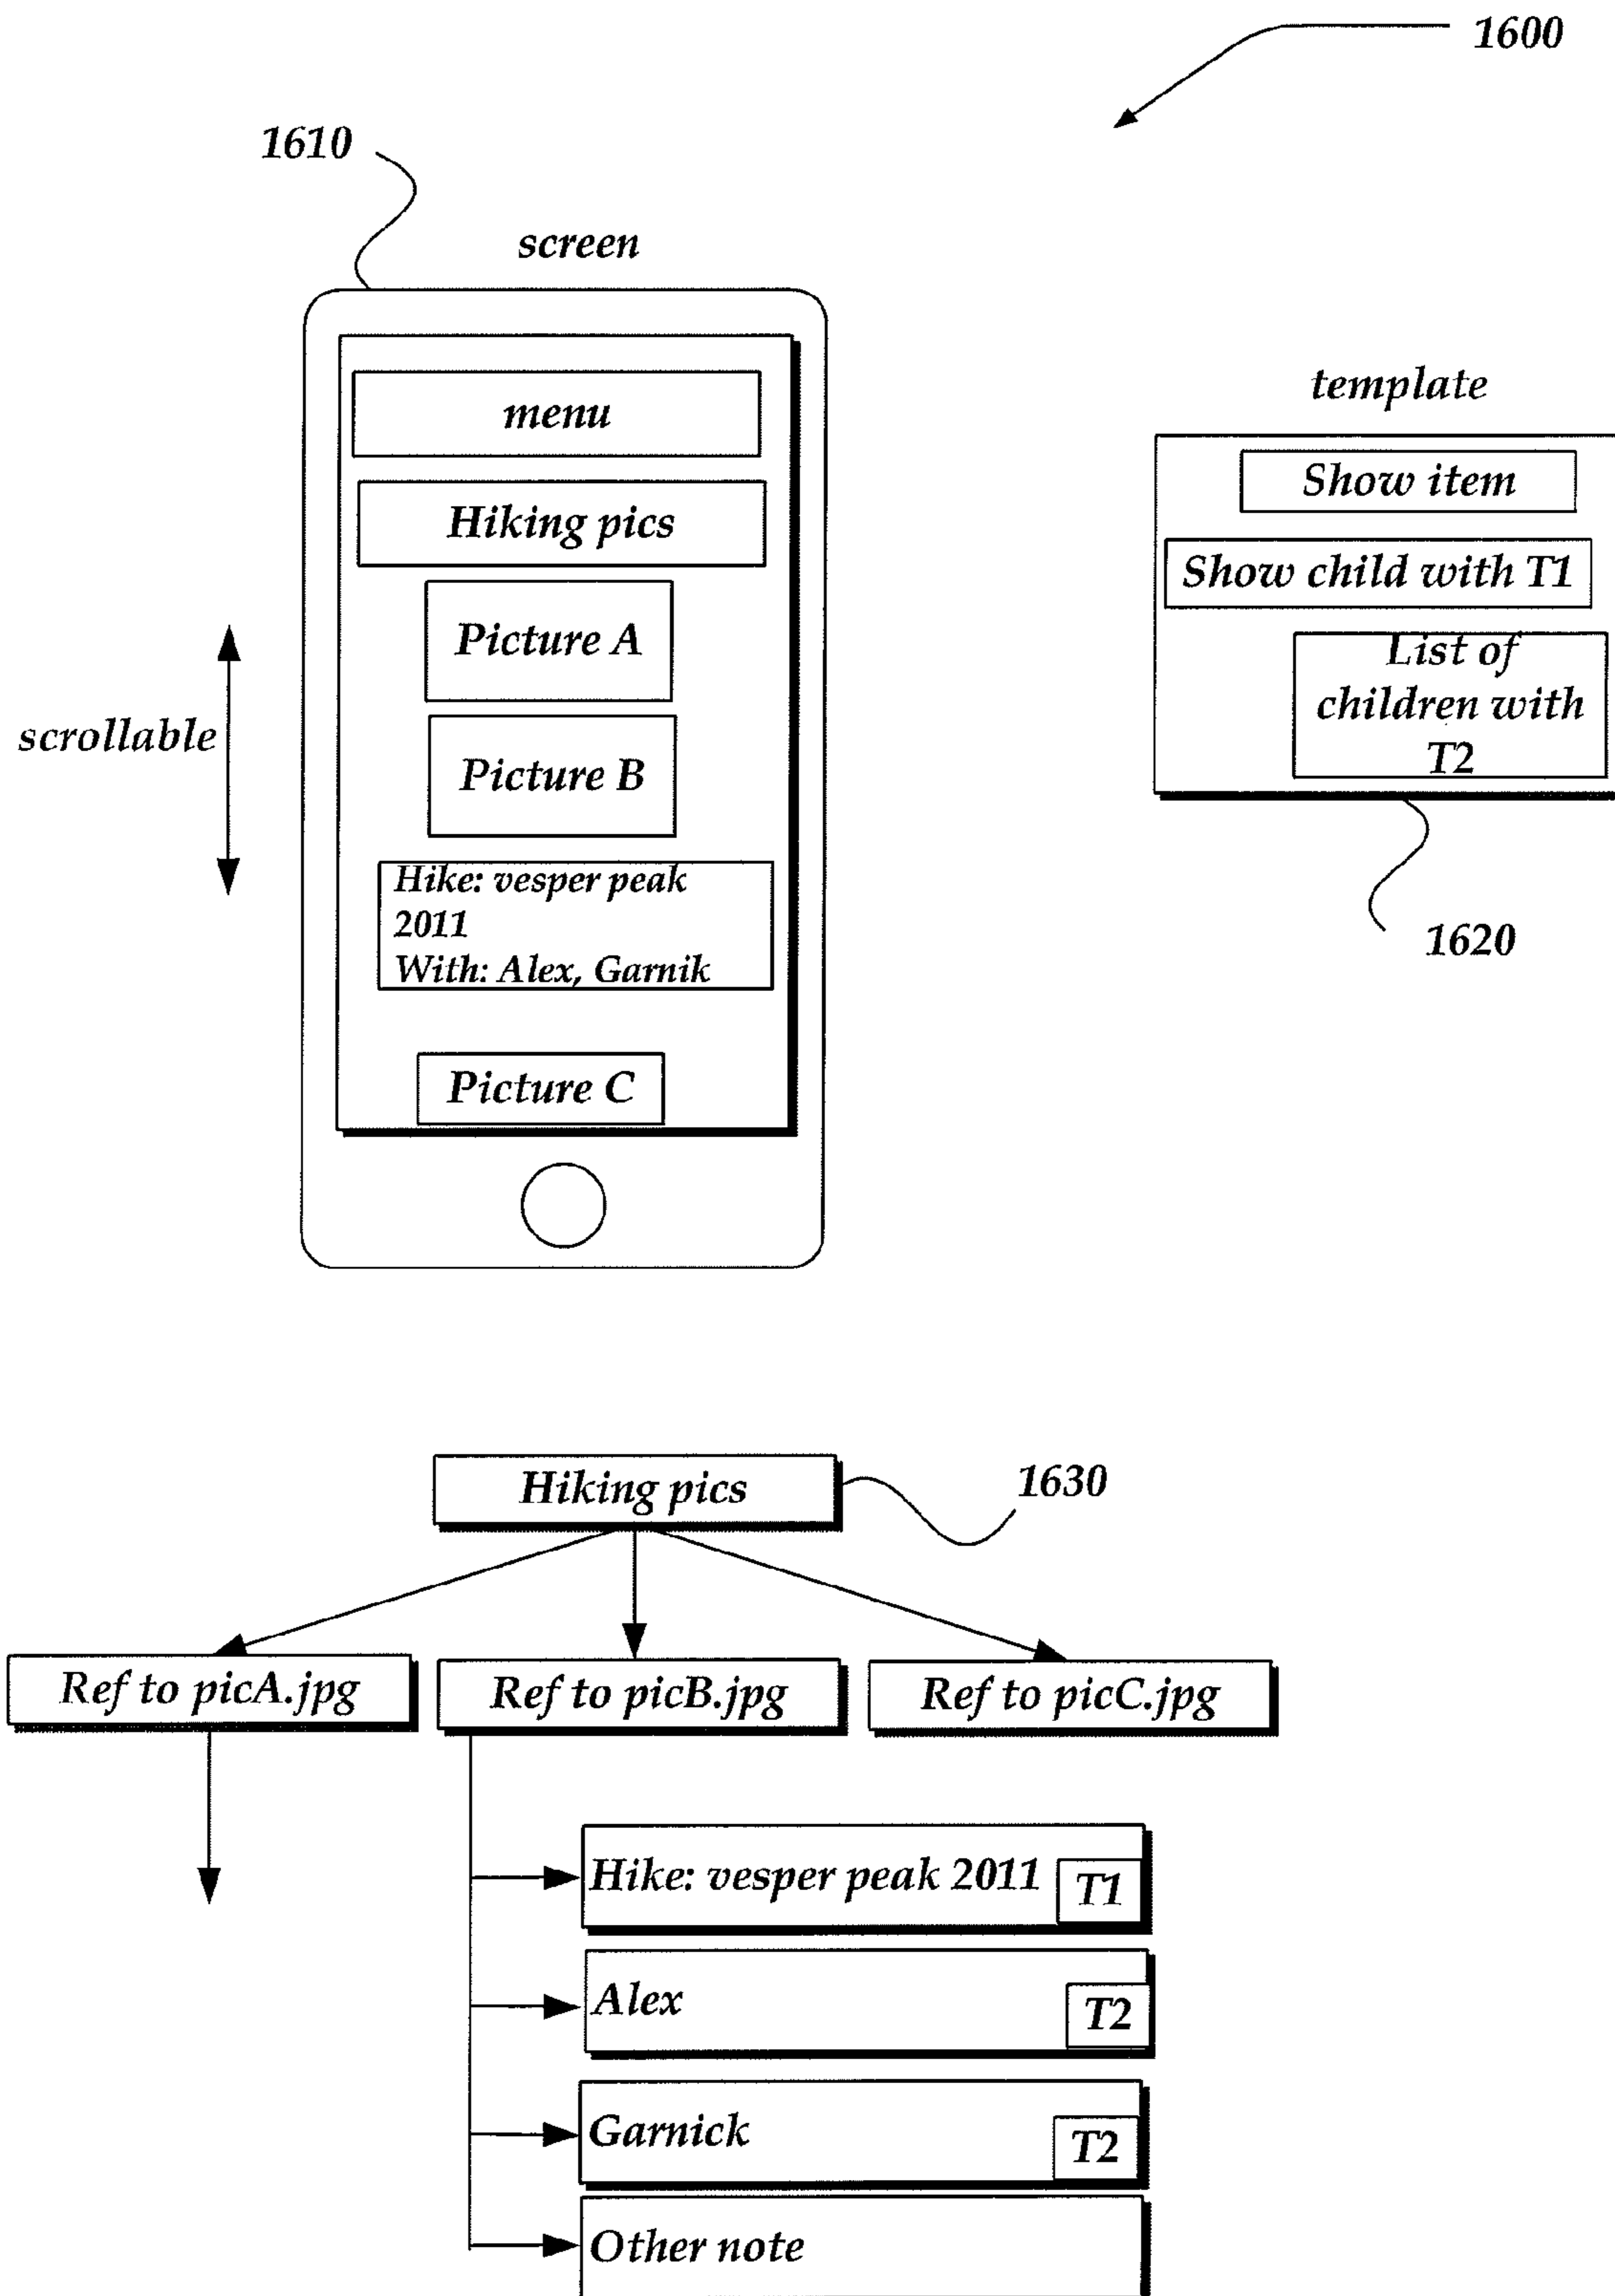 1600
1610
screen
menu
Hiking pics
Picture A
Picture B
scrollable
Hike: vesper peak
2011
With: Alex, Garnik
Picture C
template
Show item
Show child with T1
List of
children with
T2
1620
Hiking pics
1630
Ref to picA.jpg
Ref to picB.jpg
Ref to picC.jpg
Hike: vesper peak 2011
T1
Alex
T2
Garnick
T2
Other note